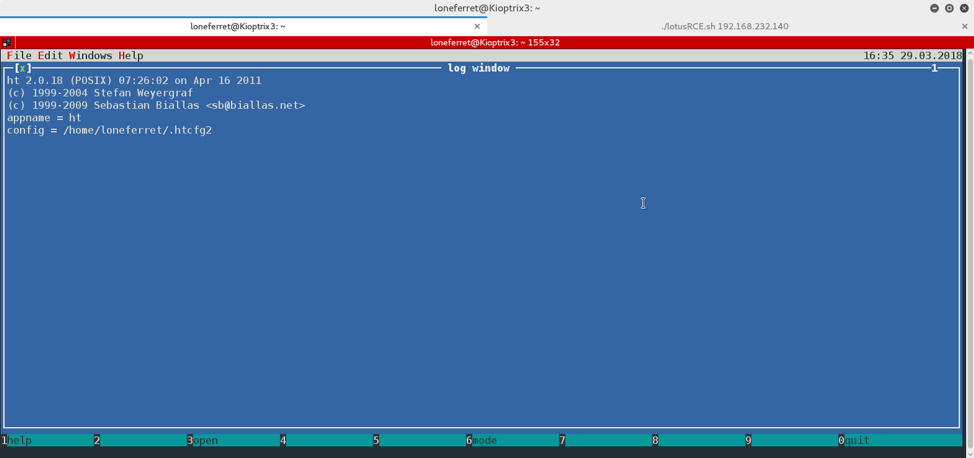 loneferret@Kioptrix3: ~
loneferret@Kioptrix3: ~ × ./lotusRCE.sh 192.168.232.140 ×
loneferret@Kioptrix3: ~ 155x32
File Edit Windows Help 16:35 29.03.2018
[x] log window 1
ht 2.0.18 (POSIX) 07:26:02 on Apr 16 2011
(c) 1999-2004 Stefan Weyergraf
(c) 1999-2009 Sebastian Biallas <sb@biallas.net>
appname = ht
config = /home/loneferret/.htcfg2
1help 2 3open 4 5 6mode 7 8 9 0quit